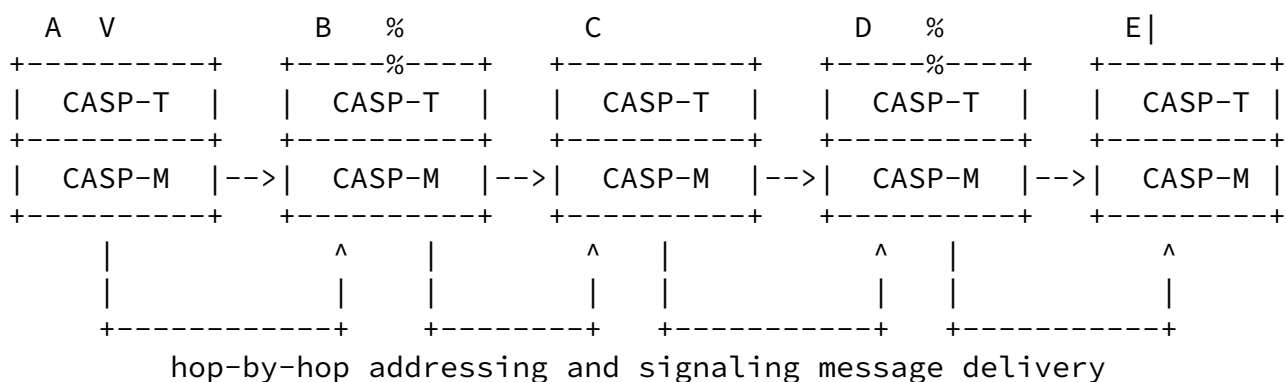 A  V           B   %          C              D   %          E|
+----------+   +-----%----+   +----------+   +-----%----+   +---------+
|  CASP-T  |   |  CASP-T  |   |  CASP-T  |   |  CASP-T  |   |  CASP-T |
+----------+   +----------+   +----------+   +----------+   +---------+
|  CASP-M  |-->|  CASP-M  |-->|  CASP-M  |-->|  CASP-M  |-->|  CASP-M |
+----------+   +----------+   +----------+   +----------+   +---------+
     |            ^    |        ^   |           ^   |           ^
     |            |    |        |   |           |   |           |
     +------------+    +--------+   +-----------+   +-----------+
         hop-by-hop addressing and signaling message delivery